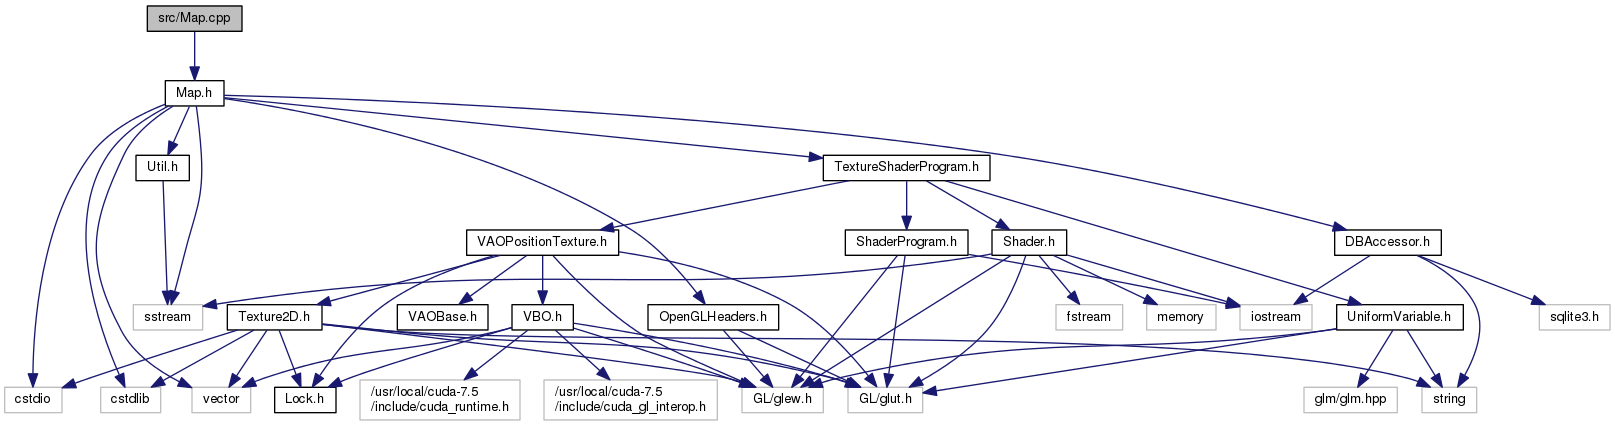 src/Map.cpp
Map.h
Util.h
TextureShaderProgram.h
VAOPositionTexture.h
ShaderProgram.h
Shader.h
DBAccessor.h
sstream
Texture2D.h
VAOBase.h
VBO.h
OpenGLHeaders.h
fstream
memory
iostream
UniformVariable.h
sqlite3.h
cstdio
cstdlib
vector
Lock.h
/usr/local/cuda-7.5
/include/cuda_runtime.h
/usr/local/cuda-7.5
/include/cuda_gl_interop.h
GL/glew.h
GL/glut.h
glm/glm.hpp
string